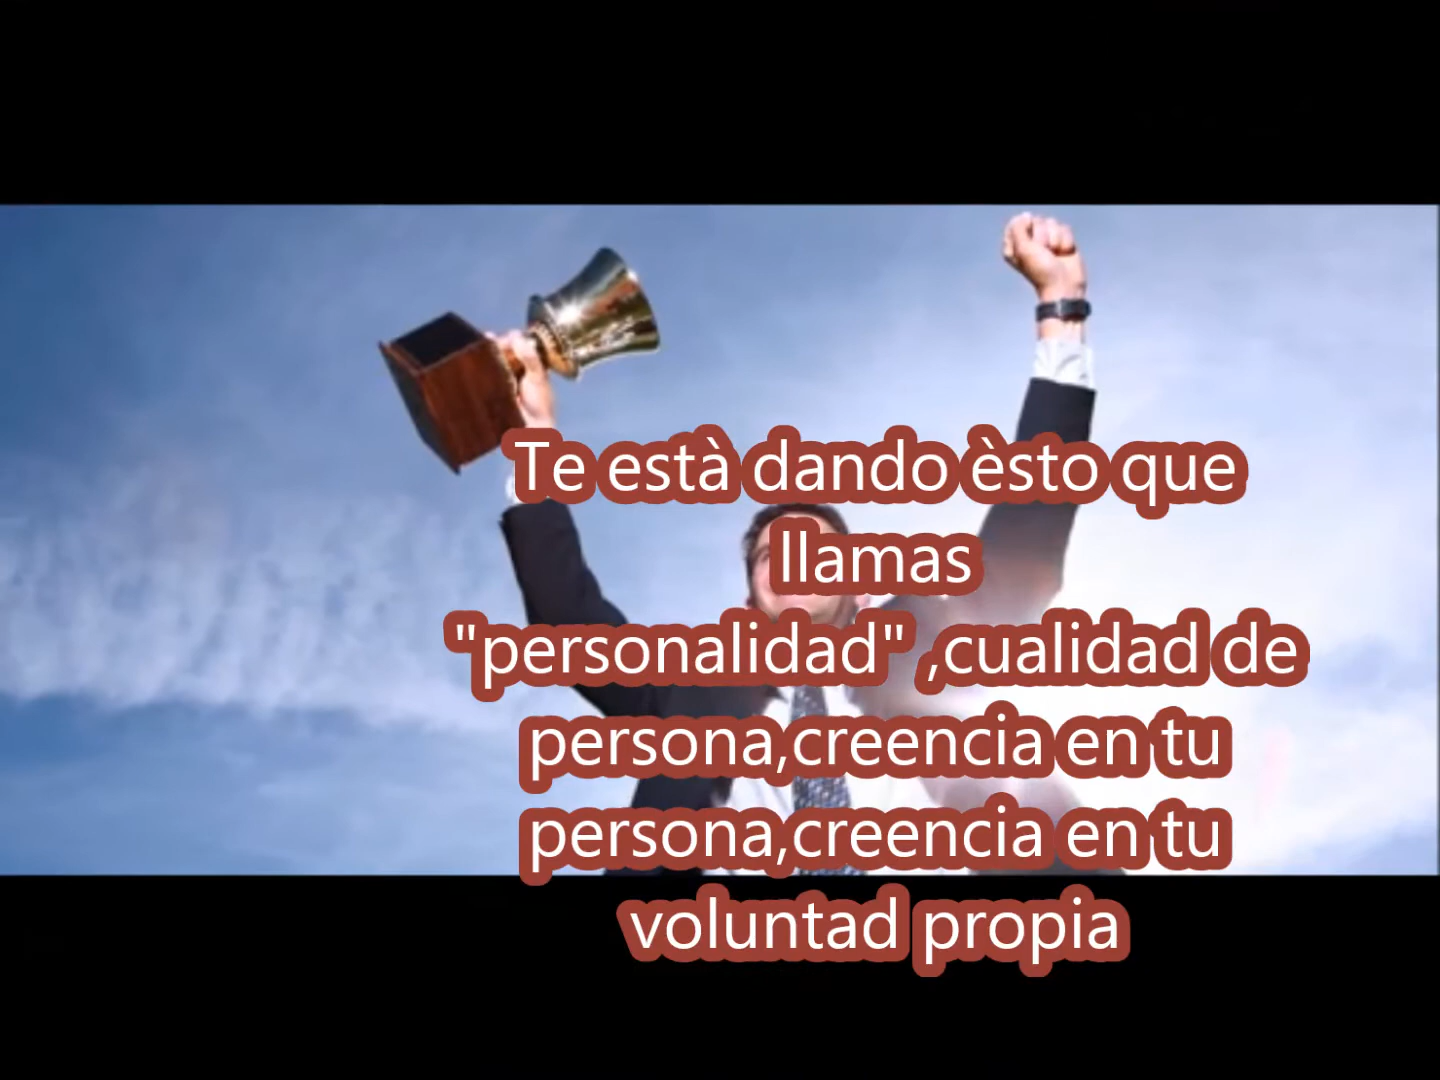 Te està dando èsto que
llamas
"personalidad" ,cualidad de
persona,creencia en tu
persona,creencia en tu
voluntad propia